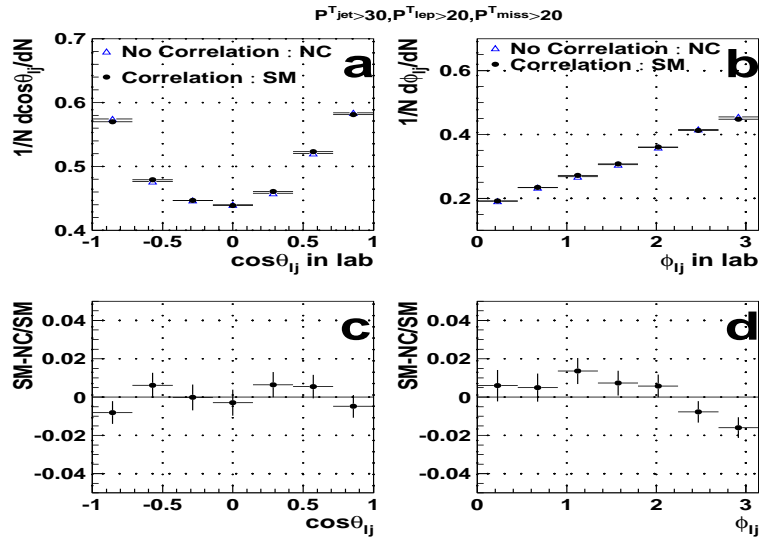 P^T_jet>30,P^T_lep>20,P^T_miss>20
1/N dcosθ_lj/dN
0.7
0.6
0.5
0.4
△ No Correlation : NC
● Correlation : SM
a
-1 -0.5 0 0.5 1
cosθ_lj in lab
1/N dϕ_lj/dN
0.6
0.4
0.2
△ No Correlation : NC
● Correlation : SM
b
0 1 2 3
ϕ_lj in lab
SM-NC/SM
0.04
0.02
0
-0.02
-0.04
c
-1 -0.5 0 0.5 1
cosθ_lj
SM-NC/SM
0.04
0.02
0
-0.02
-0.04
d
0 1 2 3
ϕ_lj